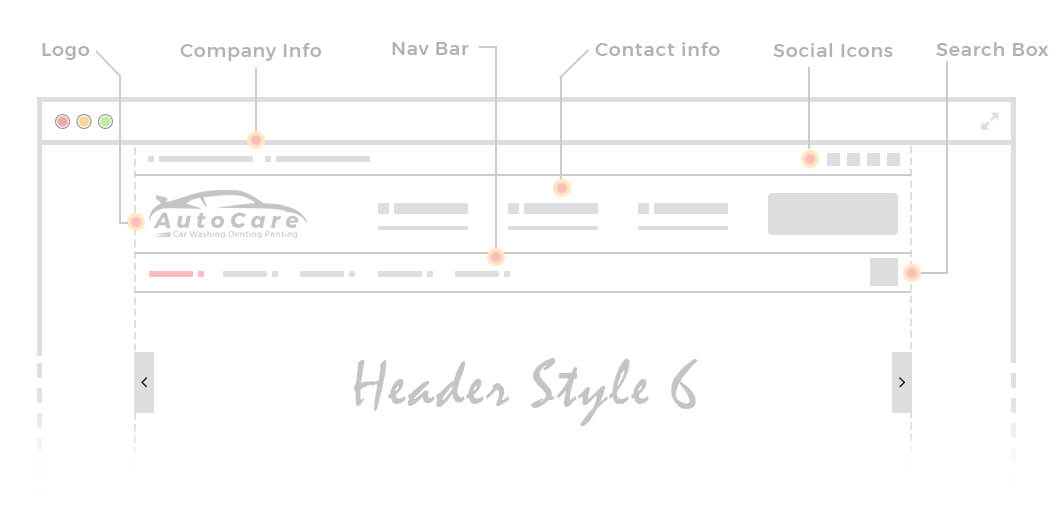 Logo
Company Info
Nav Bar
Contact info
Social Icons
Search Box
AutoCare
Car Washing Denting Penting
Header Style 6